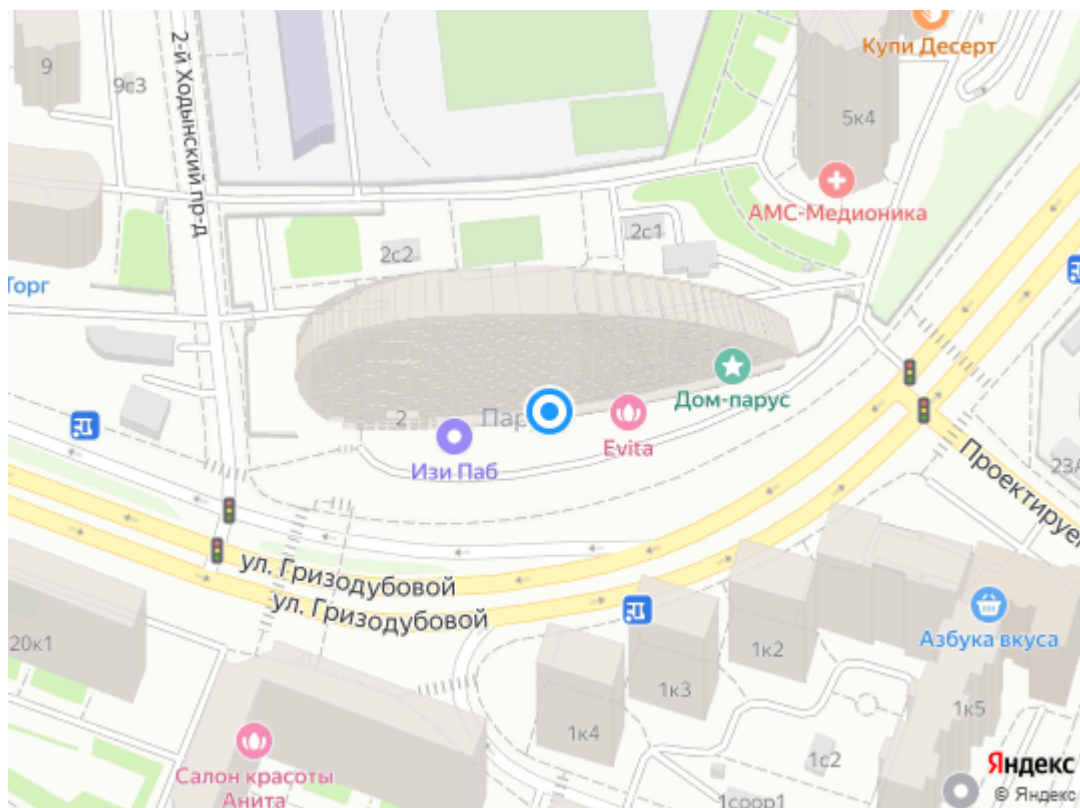 Купи Десерт
9
9с3
2-й Ходынский пр-д
5к4
АМС-Медионика
2с1
2с2
Торг
Дом-парус
2
Пар
Evita
Изи Паб
23А
Проектируем
ул. Гризодубовой
ул. Гризодубовой
Азбука вкуса
20к1
1к2
1к3
1к5
1к4
1с2
Салон красоты
Анита
1соор1
Яндекс
© Яндекс